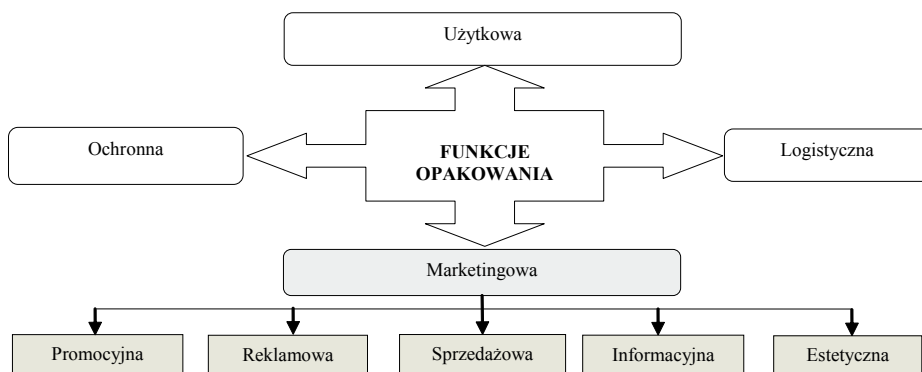 Użytkowa
Ochronna
FUNKCJE
OPAKOWANIA
Logistyczna
Marketingowa
Promocyjna
Reklamowa
Sprzedażowa
Informacyjna
Estetyczna